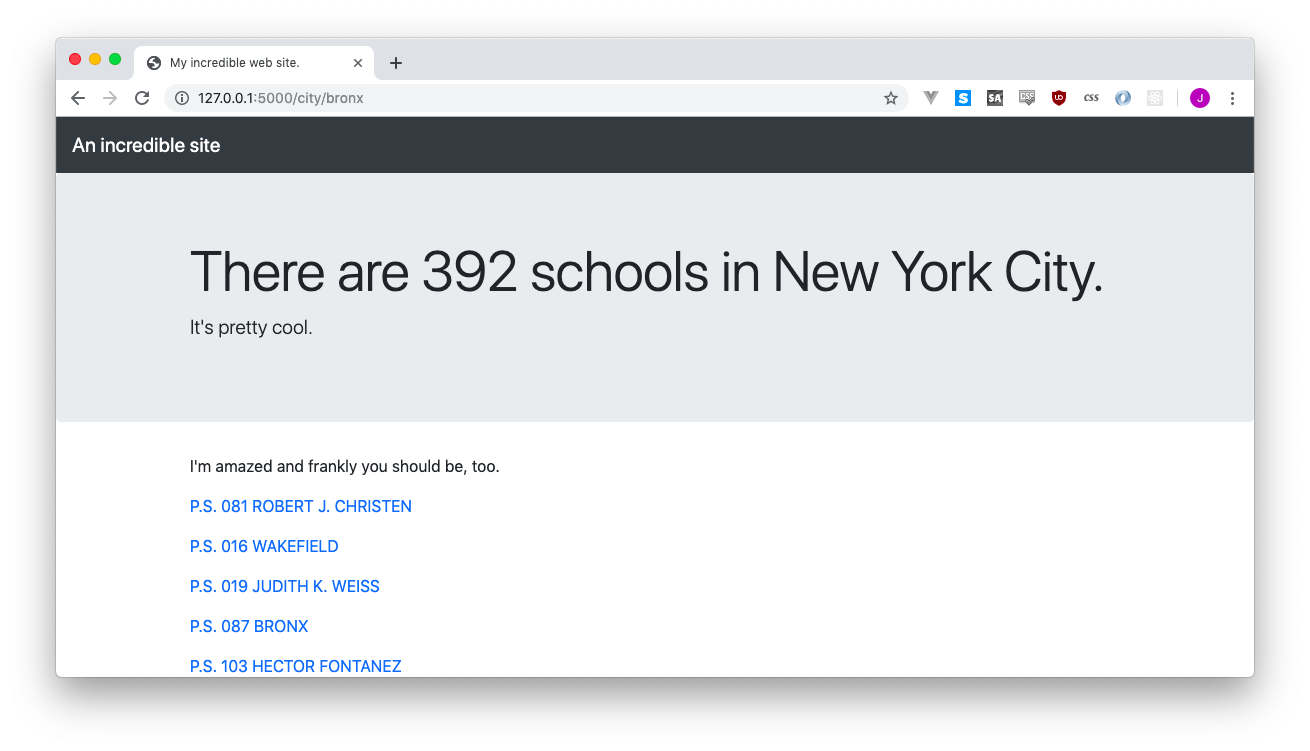 My incredible web site.
127.0.0.1:5000/city/bronx
S
SA
CSS
UD
css
J
An incredible site
There are 392 schools in New York City.
It's pretty cool.
I'm amazed and frankly you should be, too.
P.S. 081 ROBERT J. CHRISTEN
P.S. 016 WAKEFIELD
P.S. 019 JUDITH K. WEISS
P.S. 087 BRONX
P.S. 103 HECTOR FONTANEZ